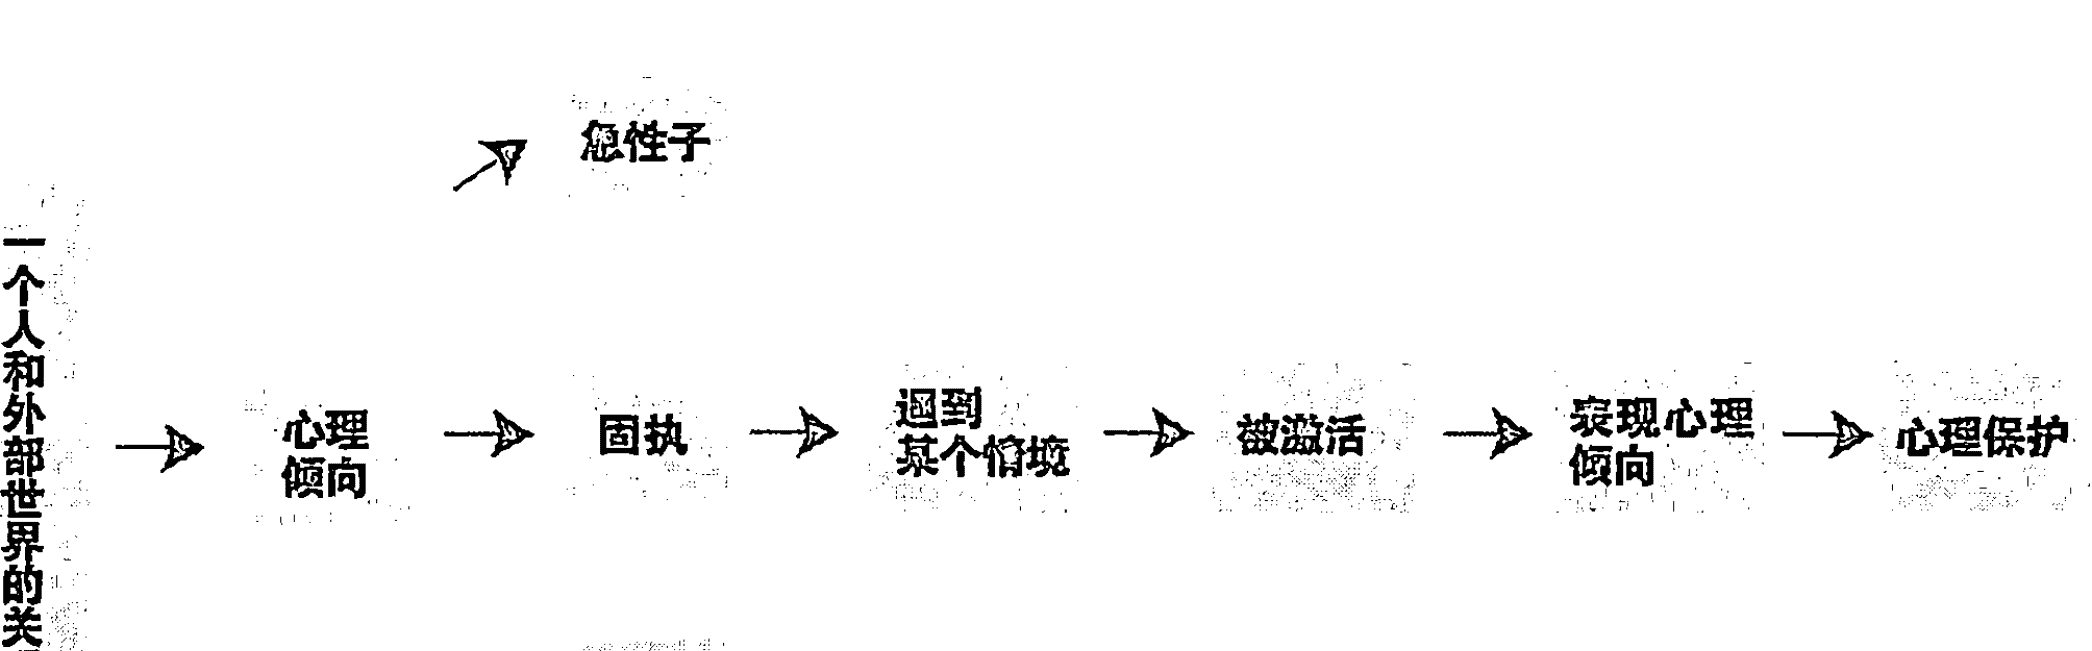 急性子
一个人和外部世界的关
心理
倾向
固执
遇到
某个情境
被激活
表现心理
倾向
心理保护